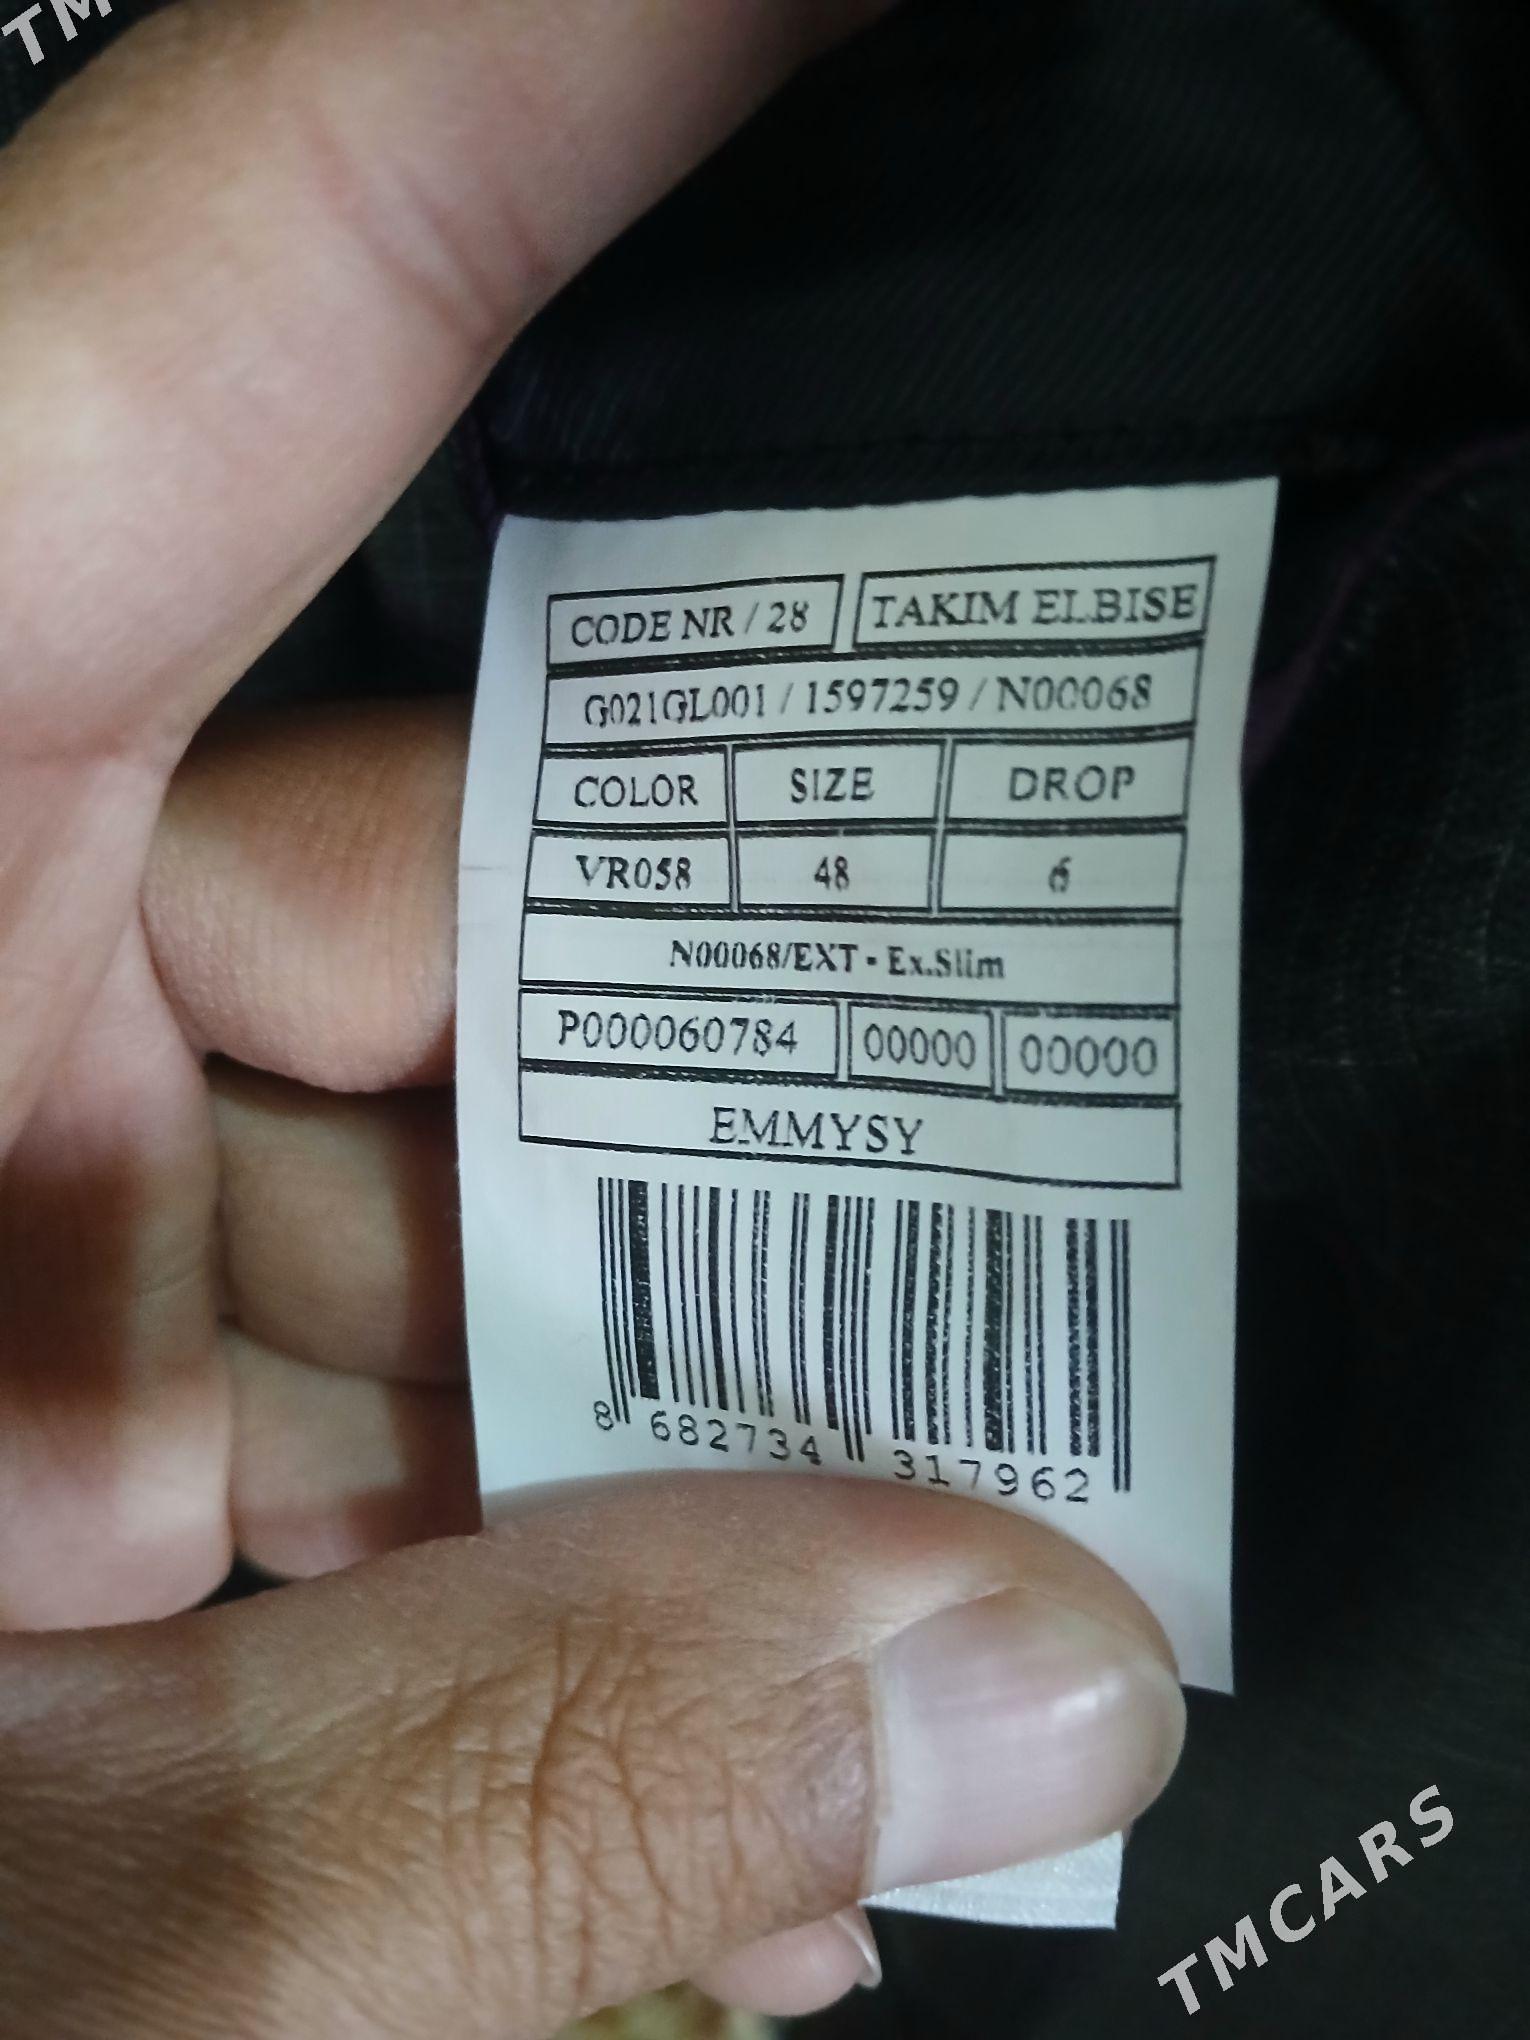 TM
CODE NR / 28 TAKIM ELBISE
G021GL001 / 1597259 / N00068
COLOR SIZE DROP
VR058 48 6
N00068/EXT - Ex.Slim
P000060784 00000 00000
EMMYSY
8 682734 317962
TMCARS